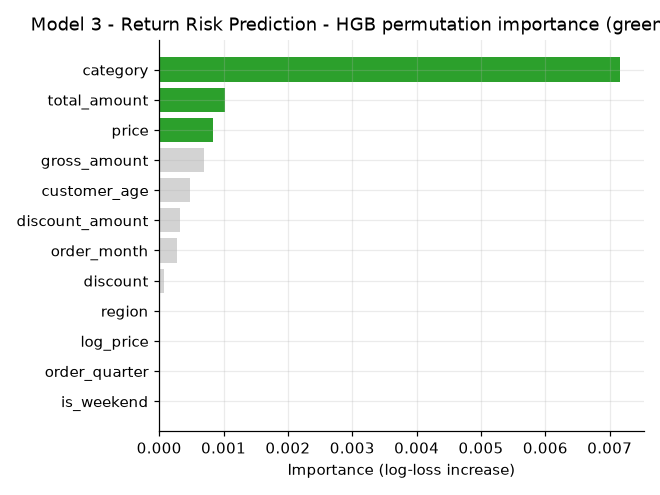 Model 3 - Return Risk Prediction - HGB permutation importance (green
category
total_amount
price
gross_amount
customer_age
discount_amount
order_month
discount
region
log_price
order_quarter
is_weekend
0.000 0.001 0.002 0.003 0.004 0.005 0.006 0.007
Importance (log-loss increase)